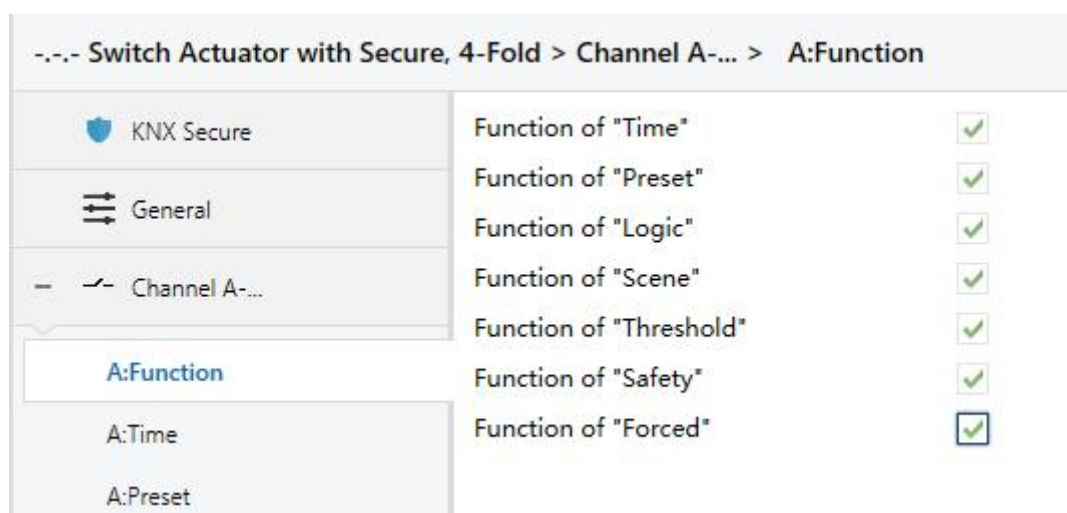 -.-.- Switch Actuator with Secure, 4-Fold > Channel A-... > A:Function
KNX Secure
General
Channel A-...
A:Function
A:Time
A:Preset
Function of "Time"
Function of "Preset"
Function of "Logic"
Function of "Scene"
Function of "Threshold"
Function of "Safety"
Function of "Forced"